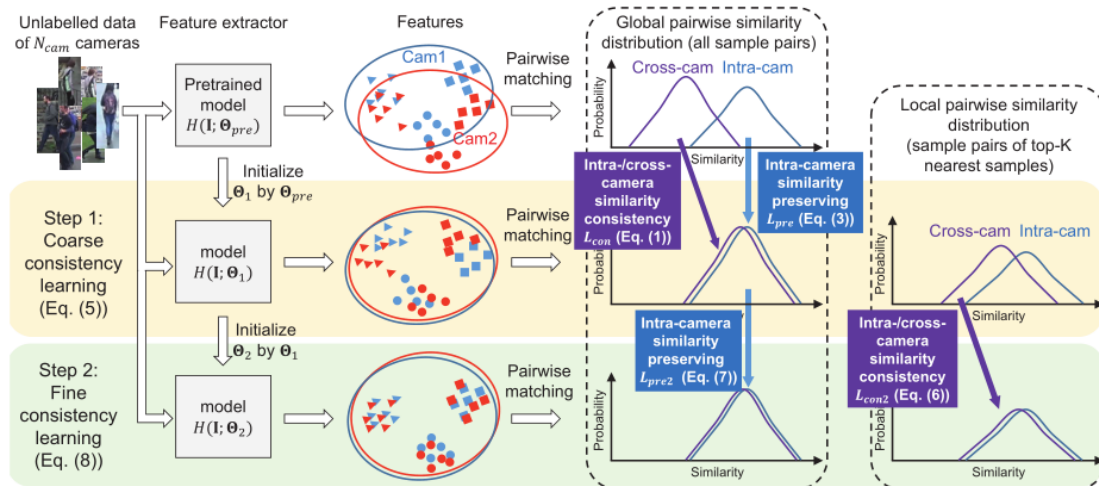 Unlabelled data
of N_cam cameras
Feature extractor
Features
Global pairwise similarity
distribution (all sample pairs)
Pretrained
model
H(I; Θ_pre)
Cam1
Cam2
Pairwise
matching
Cross-cam
Intra-cam
Probability
Similarity
Local pairwise similarity
distribution
(sample pairs of top-K
nearest samples)
Initialize
Θ_1 by Θ_pre
Intra-/cross-
camera
similarity
consistency
L_con (Eq. (1))
Intra-camera
similarity
preserving
L_pre (Eq. (3))
Step 1:
Coarse
consistency
learning
(Eq. (5))
model
H(I; Θ_1)
Pairwise
matching
Probability
Similarity
Cross-cam
Intra-cam
Probability
Similarity
Initialize
Θ_2 by Θ_1
Intra-camera
similarity
preserving
L_pre2 (Eq. (7))
Intra-/cross-
camera
similarity
consistency
L_con2 (Eq. (6))
Step 2:
Fine
consistency
learning
(Eq. (8))
model
H(I; Θ_2)
Pairwise
matching
Probability
Similarity
Probability
Similarity